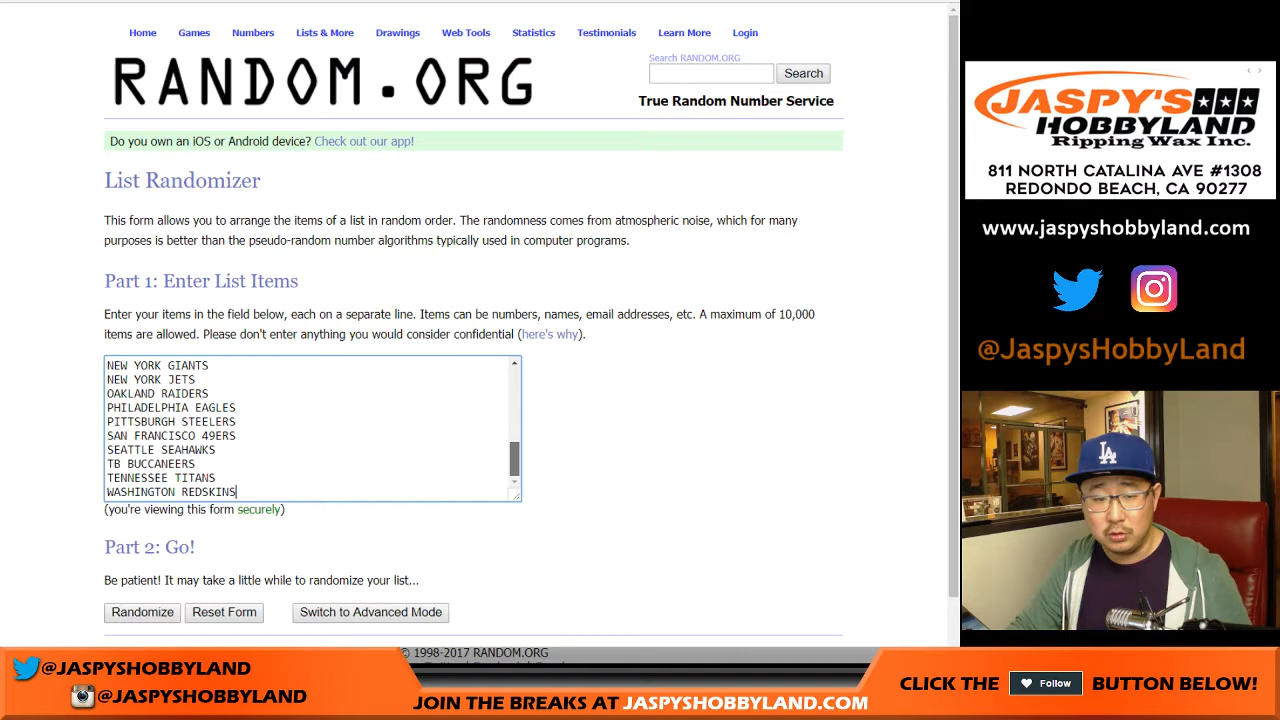 Home Games Numbers Lists & More Drawings Web Tools Statistics Testimonials Learn More Login
RANDOM.ORG
Search RANDOM.ORG
Search
True Random Number Service
Do you own an iOS or Android device? Check out our app!
List Randomizer
This form allows you to arrange the items of a list in random order. The randomness comes from atmospheric noise, which for many
purposes is better than the pseudo-random number algorithms typically used in computer programs.
Part 1: Enter List Items
Enter your items in the field below, each on a separate line. Items can be numbers, names, email addresses, etc. A maximum of 10,000
items are allowed. Please don't enter anything you would consider confidential (here's why).
NEW YORK GIANTS
NEW YORK JETS
OAKLAND RAIDERS
PHILADELPHIA EAGLES
PITTSBURGH STEELERS
SAN FRANCISCO 49ERS
SEATTLE SEAHAWKS
TB BUCCANEERS
TENNESSEE TITANS
WASHINGTON REDSKINS
(you're viewing this form securely)
Part 2: Go!
Be patient! It may take a little while to randomize your list...
Randomize Reset Form Switch to Advanced Mode
© 1998-2017 RANDOM.ORG
JASPY'S
HOBBYLAND
Ripping Wax Inc.
811 NORTH CATALINA AVE #1308
REDONDO BEACH, CA 90277
www.jaspyshobbyland.com
@JaspysHobbyLand
LA
@JASPYSHOBBYLAND
@JASPYSHOBBYLAND
JOIN THE BREAKS AT JASPYSHOBBYLAND.COM
CLICK THE Follow BUTTON BELOW!